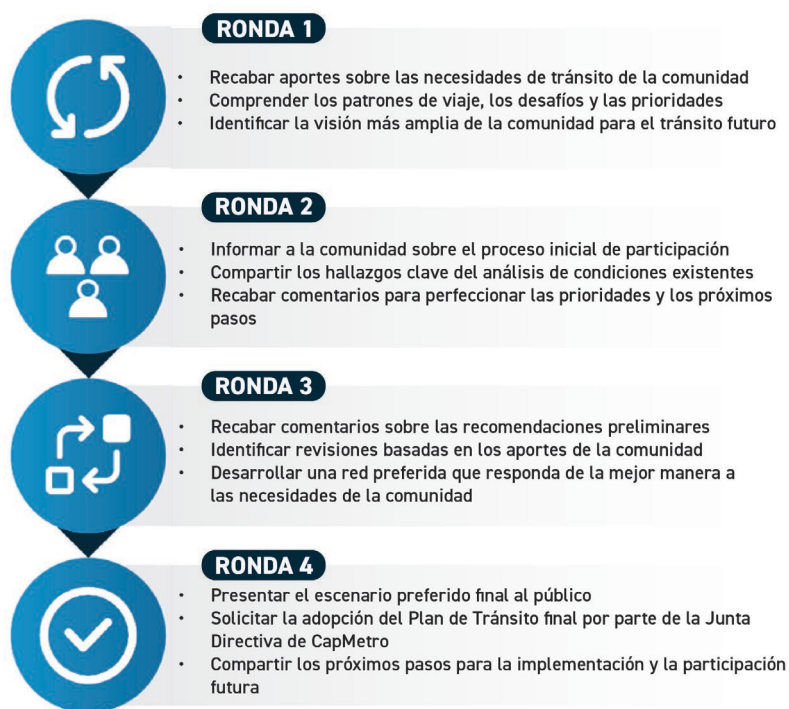 RONDA 1
• Recabar aportes sobre las necesidades de tránsito de la comunidad
• Comprender los patrones de viaje, los desafíos y las prioridades
• Identificar la visión más amplia de la comunidad para el tránsito futuro
RONDA 2
• Informar a la comunidad sobre el proceso inicial de participación
• Compartir los hallazgos clave del análisis de condiciones existentes
• Recabar comentarios para perfeccionar las prioridades y los próximos
pasos
RONDA 3
• Recabar comentarios sobre las recomendaciones preliminares
• Identificar revisiones basadas en los aportes de la comunidad
• Desarrollar una red preferida que responda de la mejor manera a
las necesidades de la comunidad
RONDA 4
• Presentar el escenario preferido final al público
• Solicitar la adopción del Plan de Tránsito final por parte de la Junta
Directiva de CapMetro
• Compartir los próximos pasos para la implementación y la participación
futura